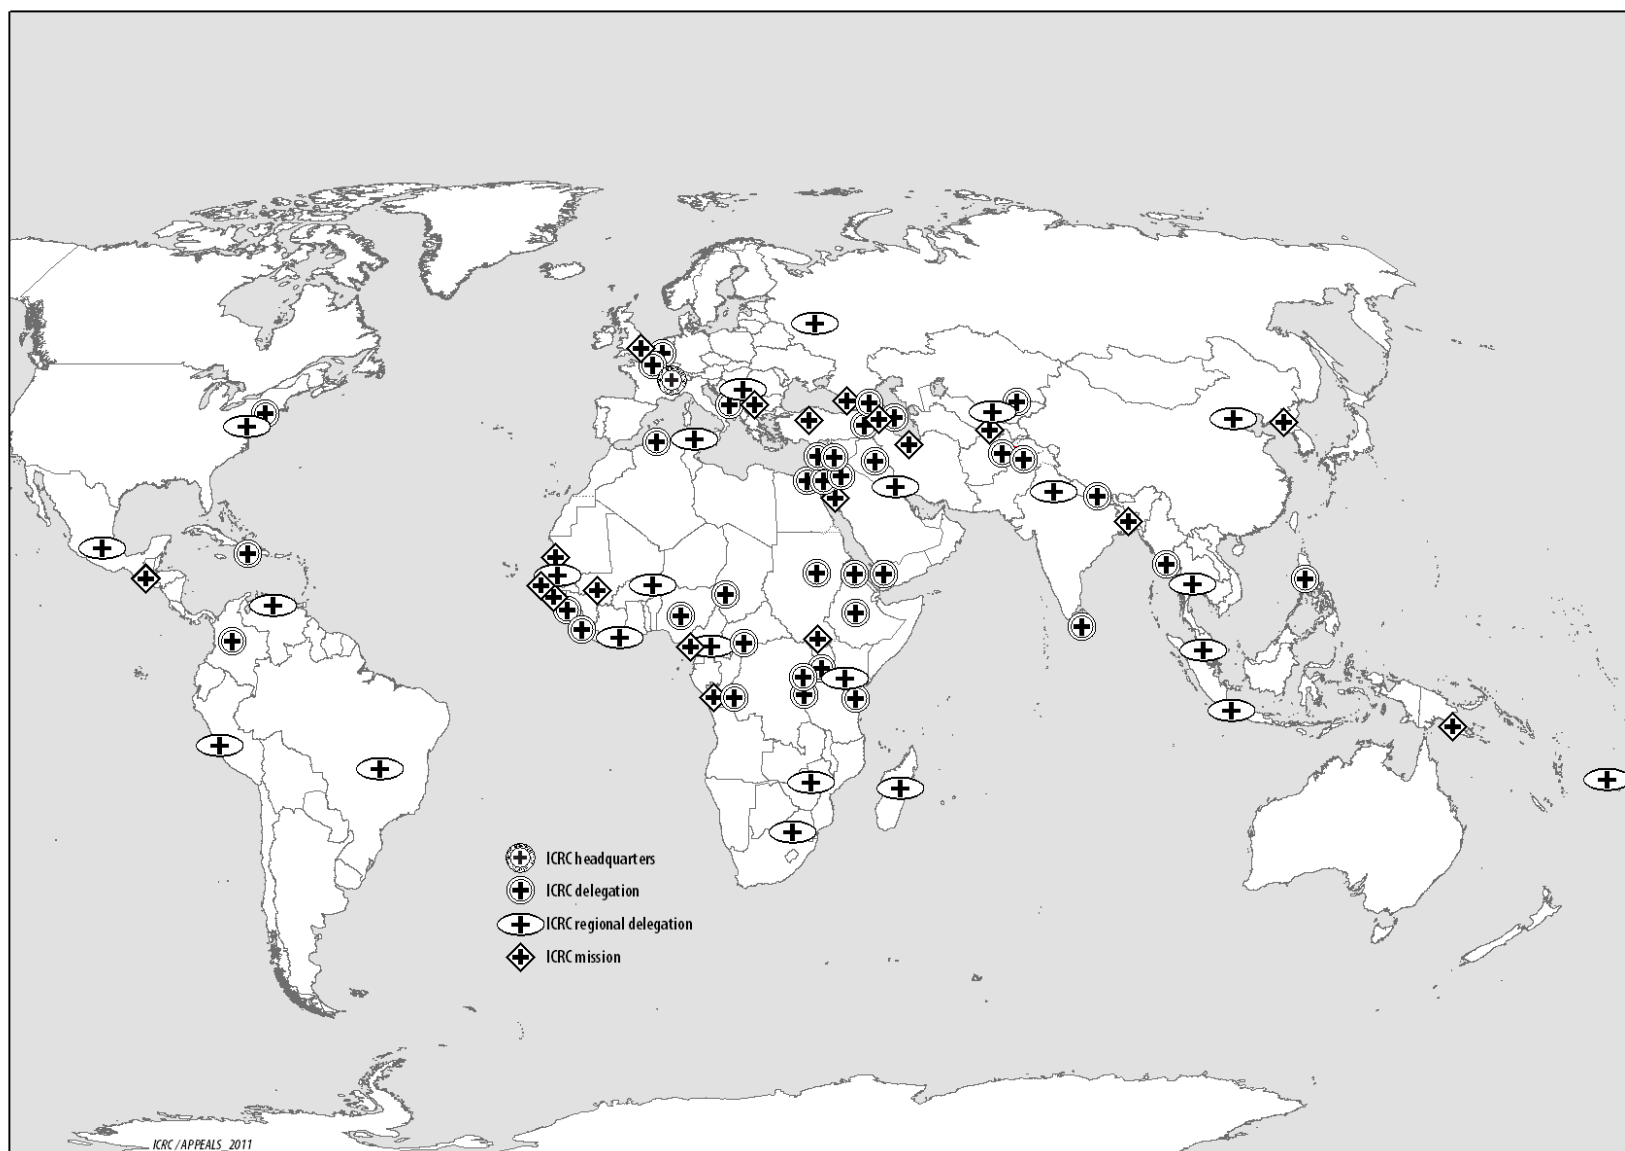 ICRC headquarters
ICRC delegation
ICRC regional delegation
ICRC mission
ICRC / APPEALS_2011